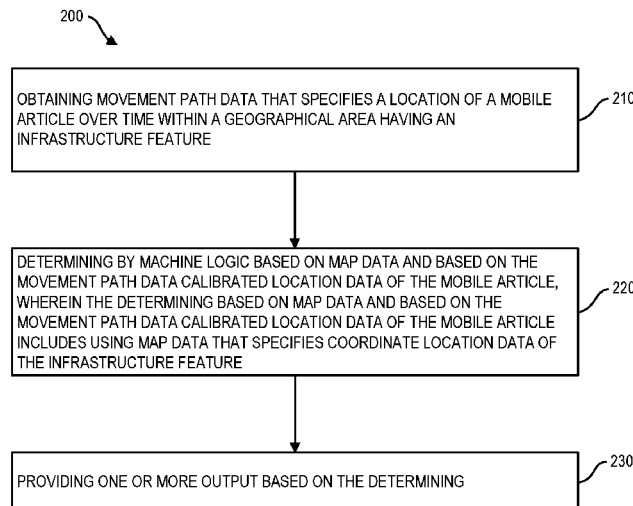 200
OBTAINING MOVEMENT PATH DATA THAT SPECIFIES A LOCATION OF A MOBILE
ARTICLE OVER TIME WITHIN A GEOGRAPHICAL AREA HAVING AN
INFRASTRUCTURE FEATURE
210
DETERMINING BY MACHINE LOGIC BASED ON MAP DATA AND BASED ON THE
MOVEMENT PATH DATA CALIBRATED LOCATION DATA OF THE MOBILE ARTICLE,
WHEREIN THE DETERMINING BASED ON MAP DATA AND BASED ON THE
MOVEMENT PATH DATA CALIBRATED LOCATION DATA OF THE MOBILE ARTICLE
INCLUDES USING MAP DATA THAT SPECIFIES COORDINATE LOCATION DATA OF
THE INFRASTRUCTURE FEATURE
220
PROVIDING ONE OR MORE OUTPUT BASED ON THE DETERMINING
230